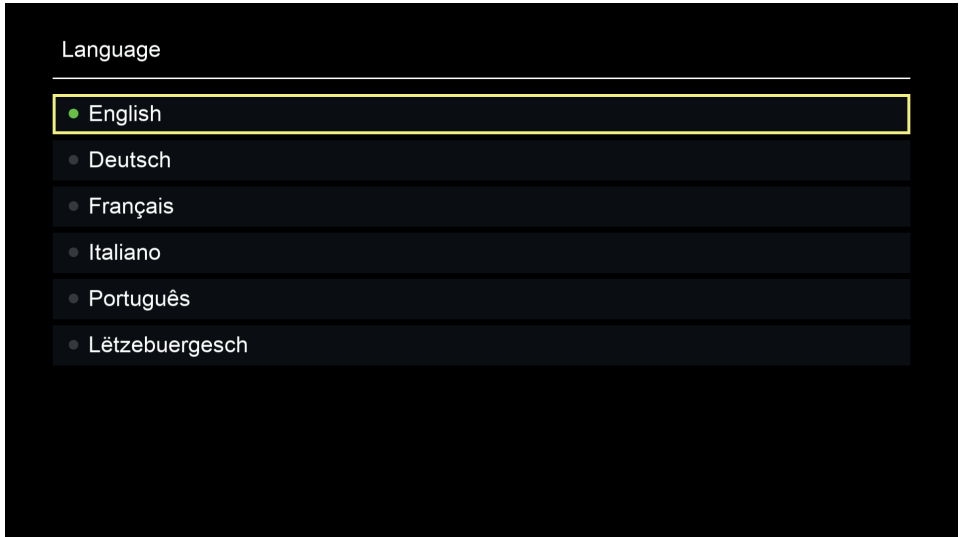 Language
English
Deutsch
Français
Italiano
Português
Lëtzebuergesch